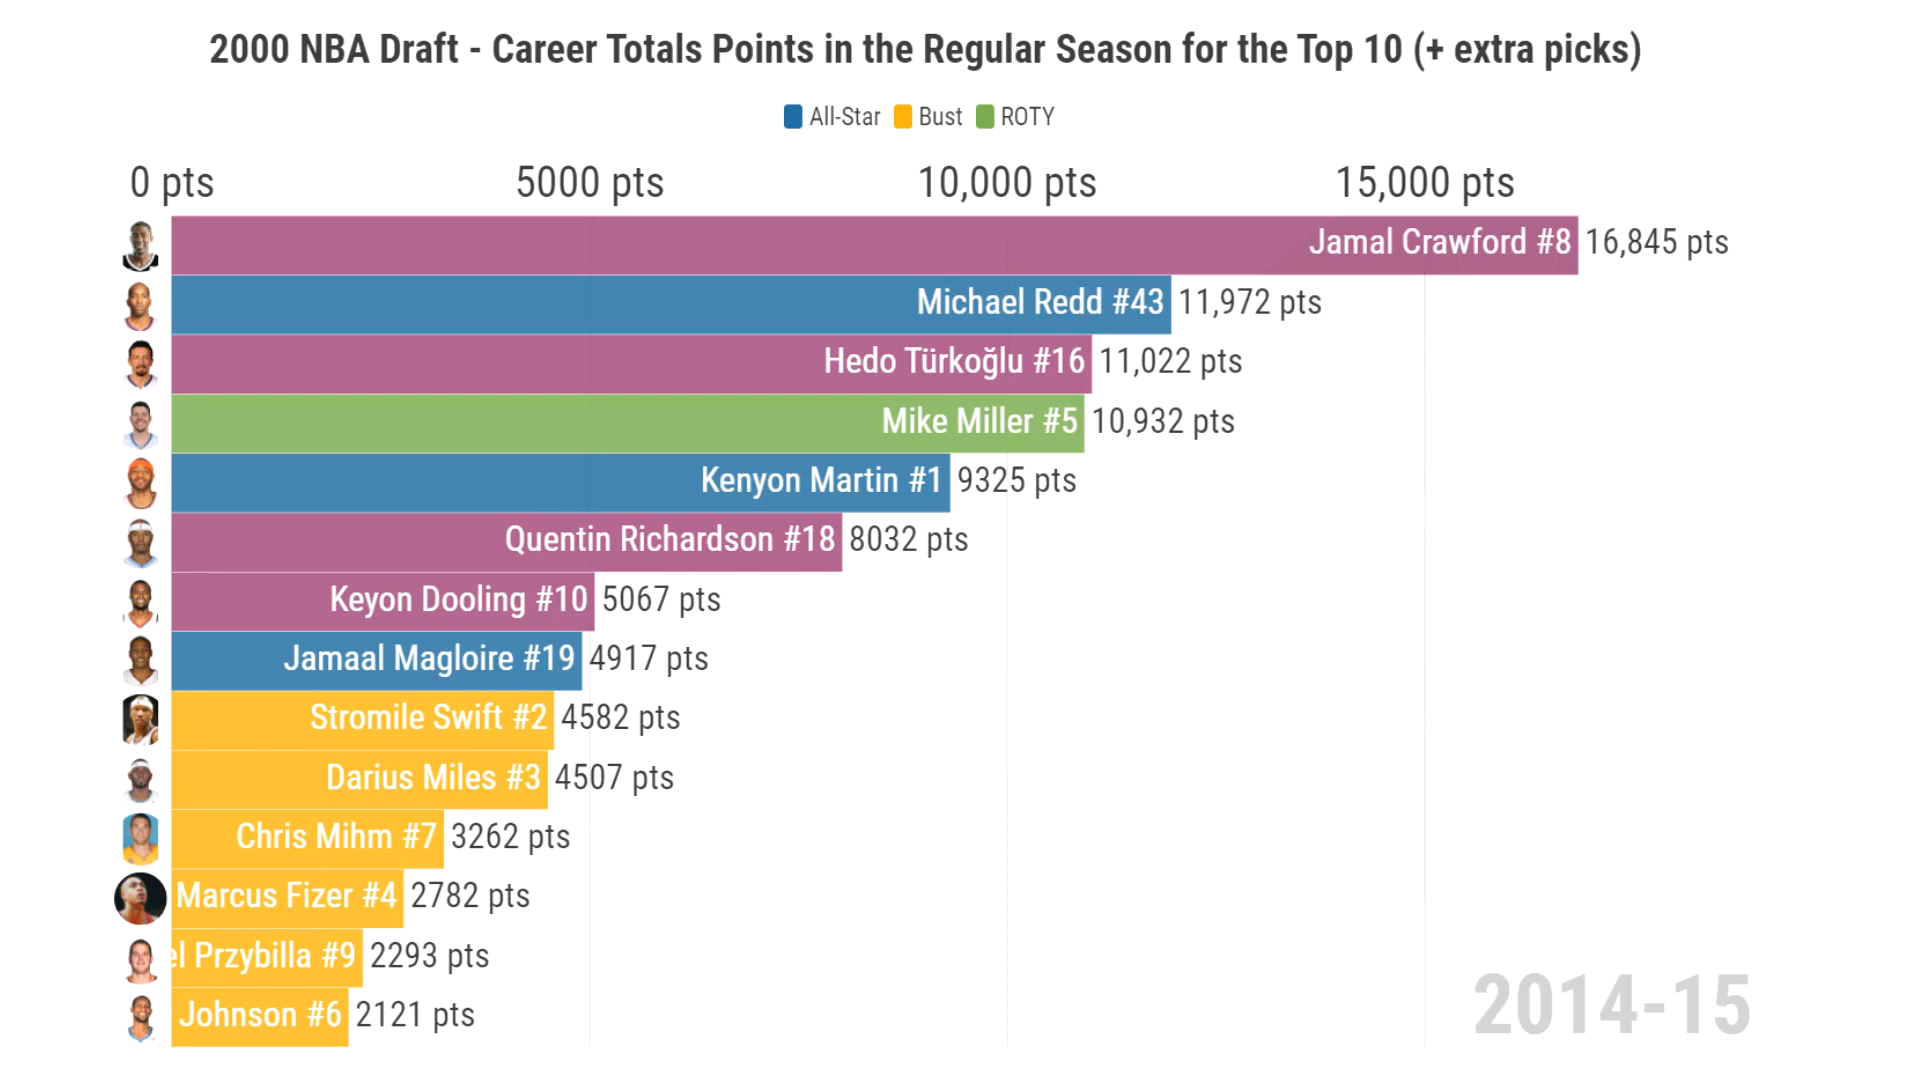 2000 NBA Draft - Career Totals Points in the Regular Season for the Top 10 (+ extra picks)
All-Star Bust ROTY
0 pts 5000 pts 10,000 pts 15,000 pts
Jamal Crawford #8 16,845 pts
Michael Redd #43 11,972 pts
Hedo Türkoğlu #16 11,022 pts
Mike Miller #5 10,932 pts
Kenyon Martin #1 9325 pts
Quentin Richardson #18 8032 pts
Keyon Dooling #10 5067 pts
Jamaal Magloire #19 4917 pts
Stromile Swift #2 4582 pts
Darius Miles #3 4507 pts
Chris Mihm #7 3262 pts
Marcus Fizer #4 2782 pts
el Przybilla #9 2293 pts
Johnson #6 2121 pts
2014-15